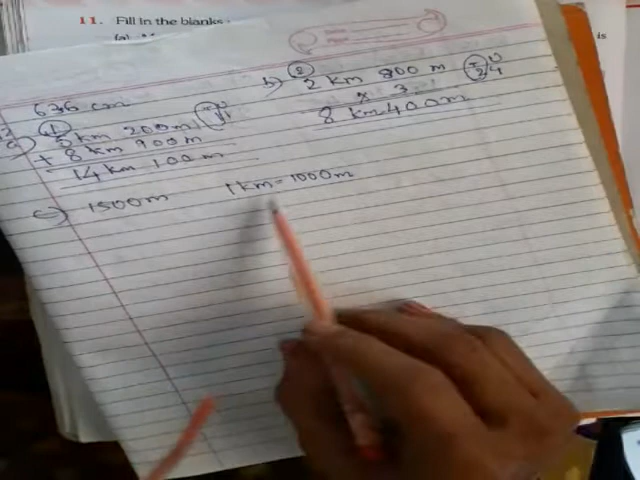 11. Fill in the blanks
is
636 cm
a) 5 km 200 m
+ 8 km 900 m
14 km 100 m
b) 2 km 800 m
× 3
8 km 400 m
c) 1500 m 1 km = 1000 m